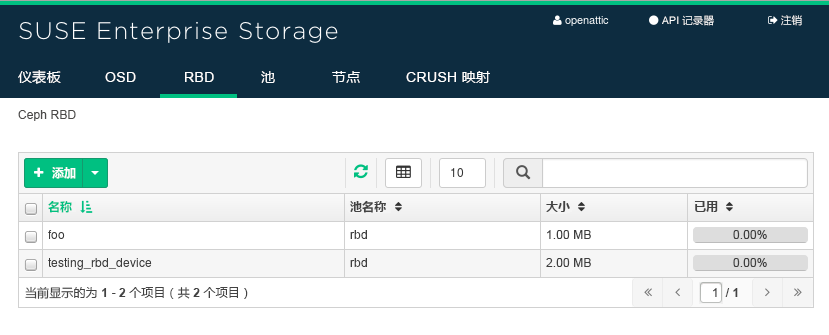 openattic API 记录器 注销
SUSE Enterprise Storage
仪表板 OSD RBD 池 节点 CRUSH 映射
Ceph RBD
添加 10
名称 池名称 大小 已用
foo rbd 1.00 MB 0.00%
testing_rbd_device rbd 2.00 MB 0.00%
当前显示的为 1 - 2 个项目（共 2 个项目） 1 / 1